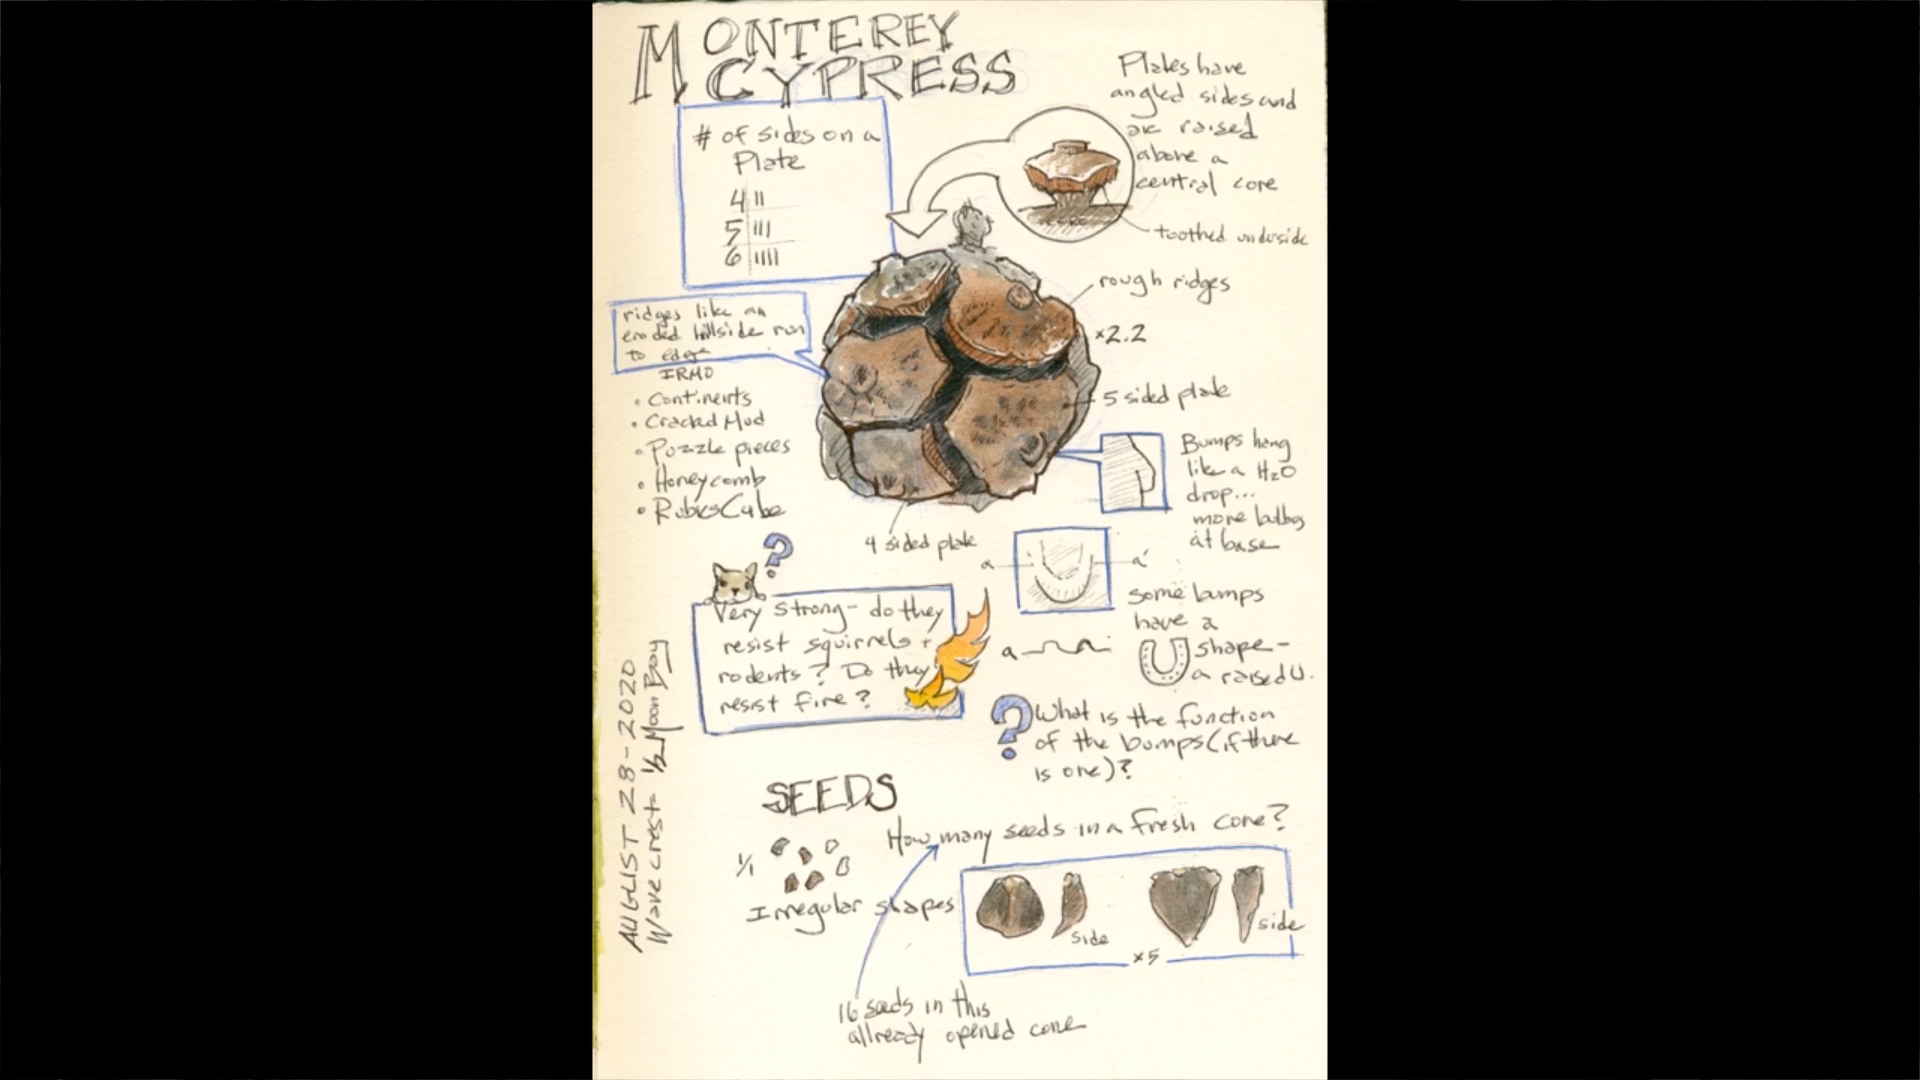 MONTEREY
CYPRESS
# of sides on a
Plate
4 ||
5 |||
6 ||||
Plates have
angled sides and
are raised
above a
central core
toothed underside
rough ridges
×2.2
ridges like an
eroded hillside run
to edge
IRMO
• Continents
• Cracked Mud
• Puzzle pieces
• Honeycomb
• Rubics Cube
5 sided plate
Bumps hang
like a H2O
drop...
more bulbos
at base
4 sided plate
a a'
some bumps
have a
shape-
a raised U.
a
?
Very strong- do they
resist squirrels +
rodents? Do they
resist fire?
? What is the function
of the bumps (if there
is one)?
AUGUST 28-2020
Wavecrest- 1/2 Moon Bay
SEEDS
1/1
Irregular shapes
How many seeds in a fresh cone?
side
side
×5
16 seeds in this
allready opened cone